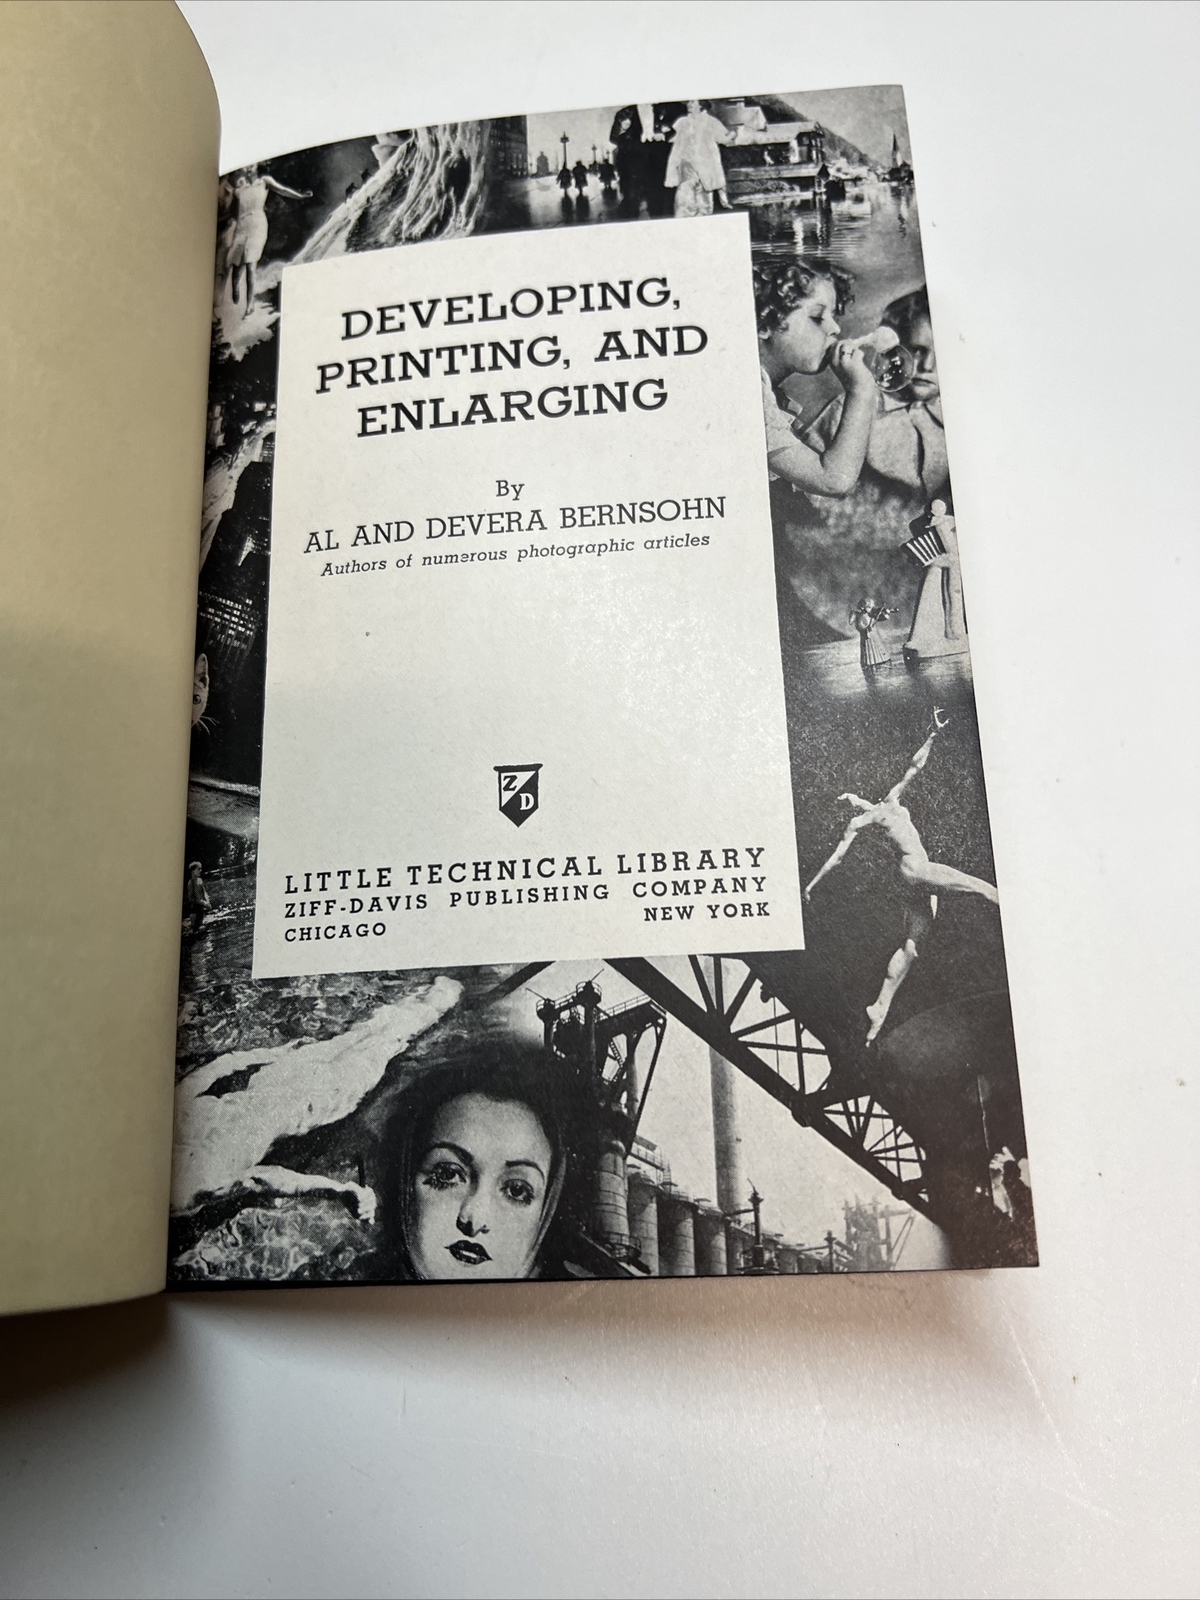 DEVELOPING,
PRINTING, AND
ENLARGING
By
AL AND DEVERA BERNSOHN
Authors of numerous photographic articles
Z
D
LITTLE TECHNICAL LIBRARY
ZIFF-DAVIS PUBLISHING COMPANY
CHICAGO NEW YORK